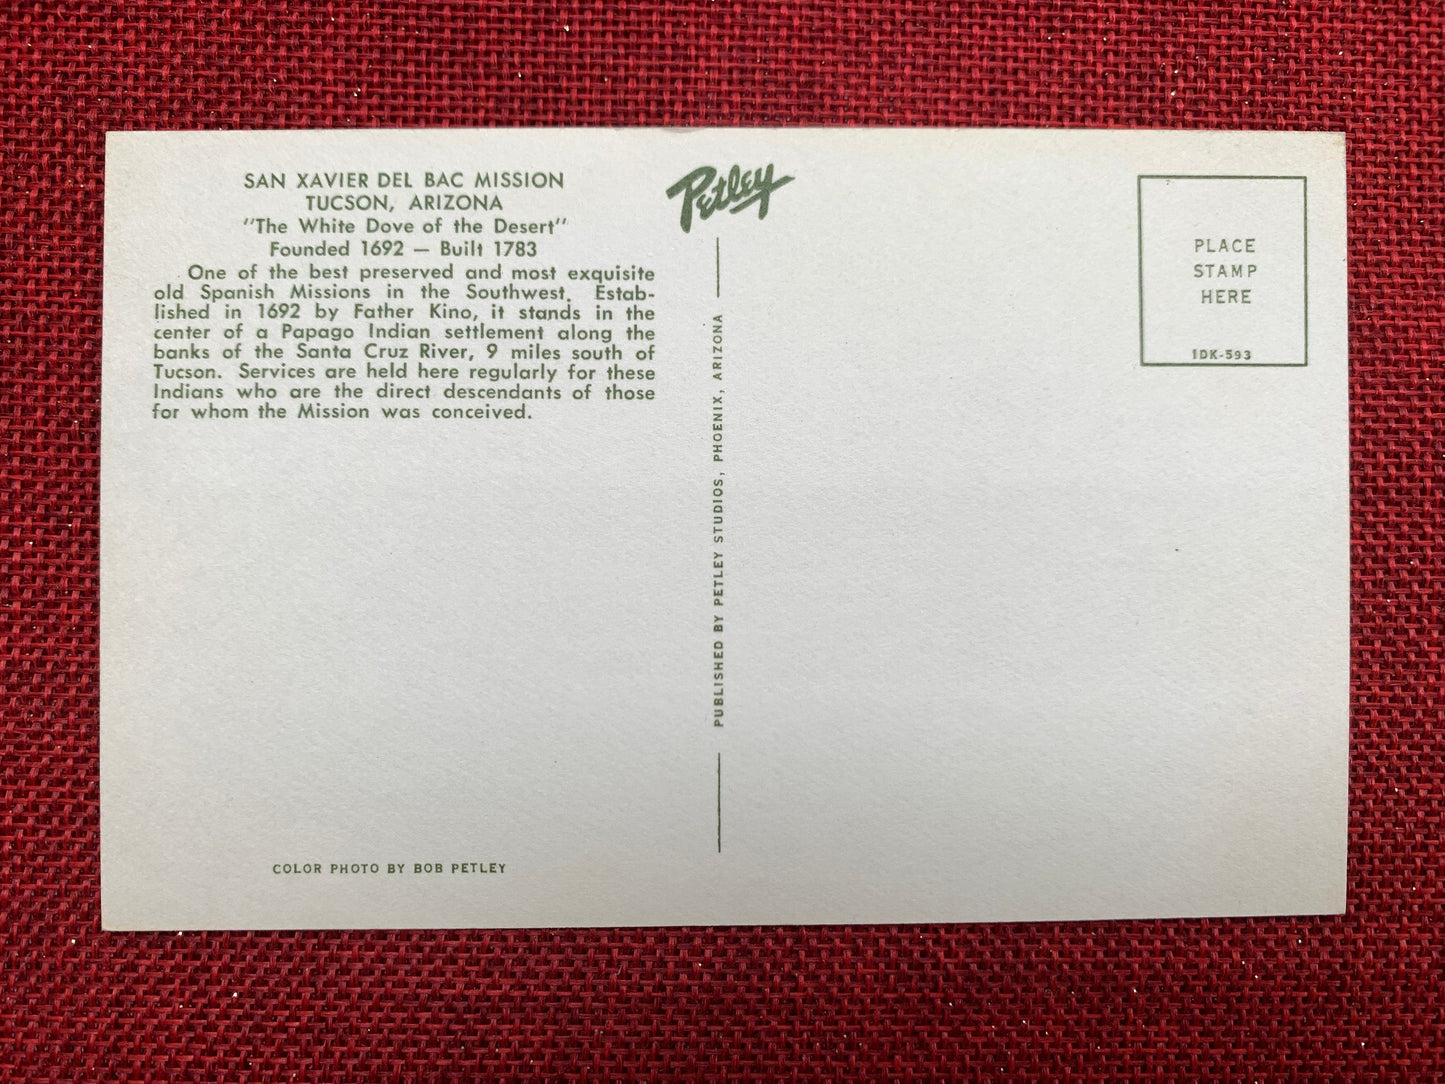 SAN XAVIER DEL BAC MISSION
TUCSON, ARIZONA
"The White Dove of the Desert"
Founded 1692 — Built 1783
One of the best preserved and most exquisite
old Spanish Missions in the Southwest. Estab-
lished in 1692 by Father Kino, it stands in the
center of a Papago Indian settlement along the
banks of the Santa Cruz River, 9 miles south of
Tucson. Services are held here regularly for these
Indians who are the direct descendants of those
for whom the Mission was conceived.
COLOR PHOTO BY BOB PETLEY
Petley
PUBLISHED BY PETLEY STUDIOS, PHOENIX, ARIZONA
PLACE
STAMP
HERE
IDK-593